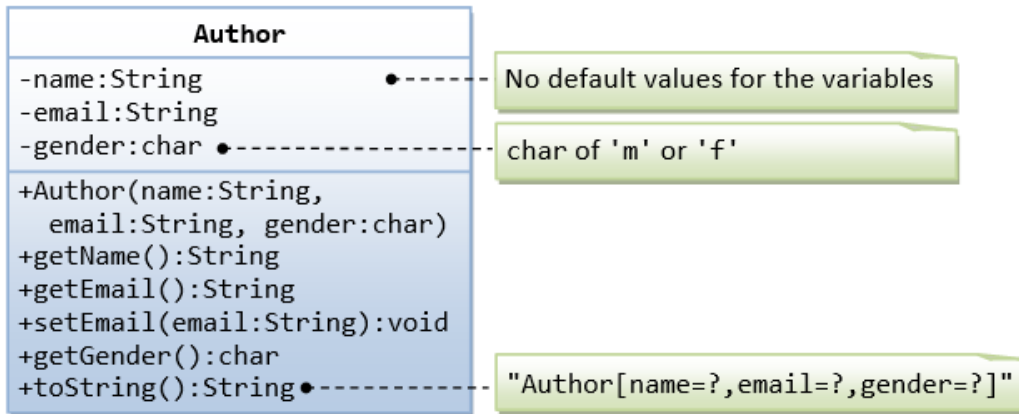 Author
-name:String
No default values for the variables
-email:String
-gender:char
char of 'm' or 'f'
+Author(name:String,
email:String, gender:char)
+getName():String
+getEmail():String
+setEmail(email:String):void
+getGender():char
+toString():String
"Author[name=?,email=?,gender=?]"